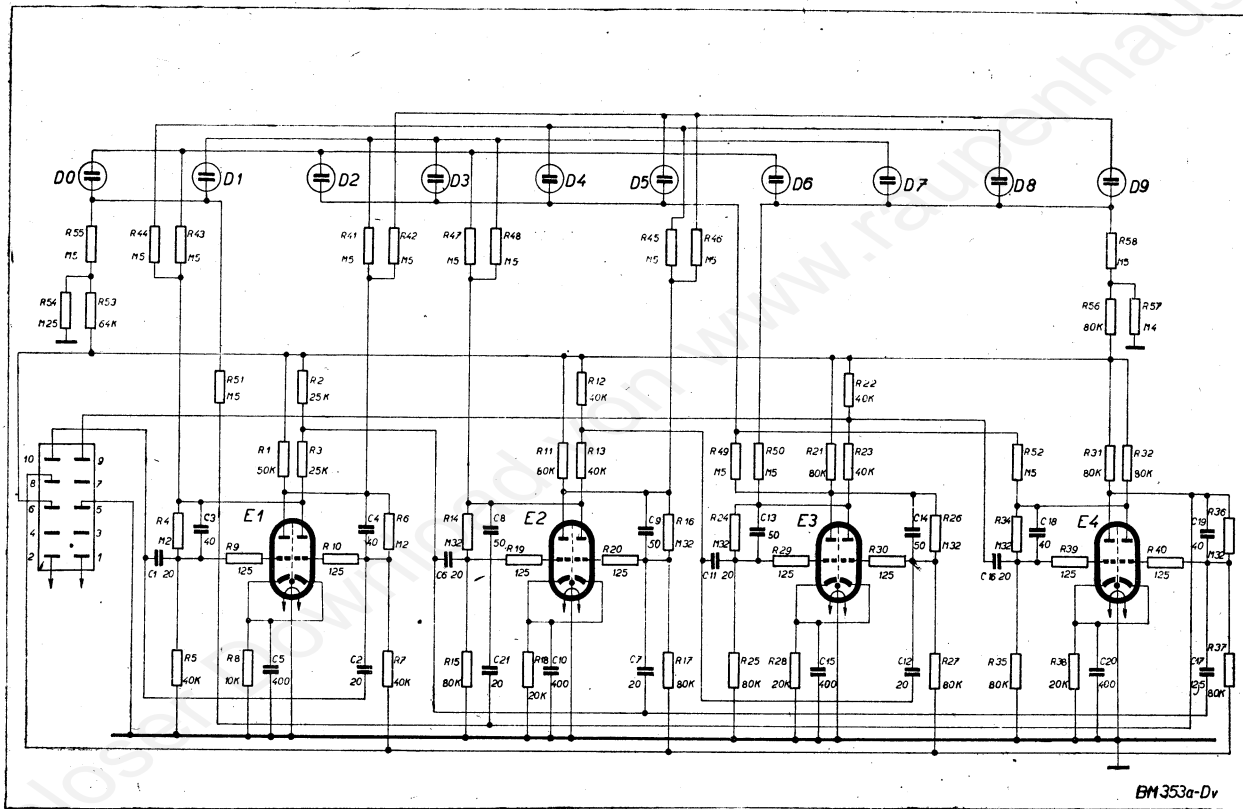 D0
D1
D2
D3
D4
D5
D6
D7
D8
D9
R55
M5
R44
M5
R43
M5
R41
M5
R42
M5
R47
M5
R48
M5
R45
M5
R46
M5
R58
M5
R54
M25
R53
64K
R56
80K
R57
M4
R51
M5
R2
25K
R12
40K
R22
40K
R1
50K
R3
25K
R11
80K
R13
40K
R49
M5
R50
M5
R21
80K
R23
40K
R52
M5
R31
80K
R32
80K
10 9
8 7
6 5
4 3
2 1
R4
M2
C3
40
E1
C4
40
R6
M2
R14
M32
C8
50
E2
C9
50
R16
M32
R24
M32
C13
50
E3
C14
50
R26
M32
R34
M32
C18
40
E4
C19
40
R36
M32
C1 20
R9
125
R10
125
C6 20
R19
125
R20
125
C11 20
R29
125
R30
125
C16 20
R39
125
R40
125
R5
40K
R8
10K
C5
400
C2
20
R7
40K
R15
80K
C21
20
R18
20K
C10
400
C7
20
R17
80K
R25
80K
R28
20K
C15
400
C12
20
R27
80K
R35
80K
R38
20K
C20
400
C17
125
R37
80K
BM353a-Dv
loser Download von www.raupenhaus